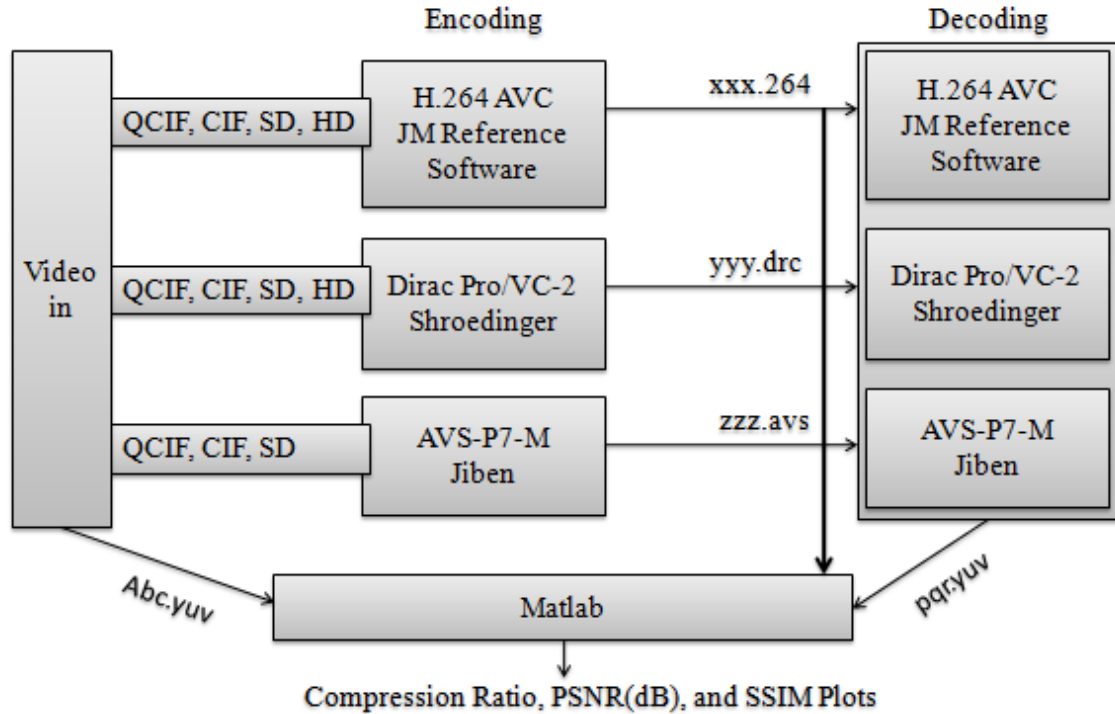 Encoding
Decoding
Video
in
QCIF, CIF, SD, HD
H.264 AVC
JM Reference
Software
xxx.264
H.264 AVC
JM Reference
Software
QCIF, CIF, SD, HD
Dirac Pro/VC-2
Shroedinger
yyy.drc
Dirac Pro/VC-2
Shroedinger
QCIF, CIF, SD
AVS-P7-M
Jiben
zzz.avs
AVS-P7-M
Jiben
Abc.yuv
Matlab
pqr.yuv
Compression Ratio, PSNR(dB), and SSIM Plots